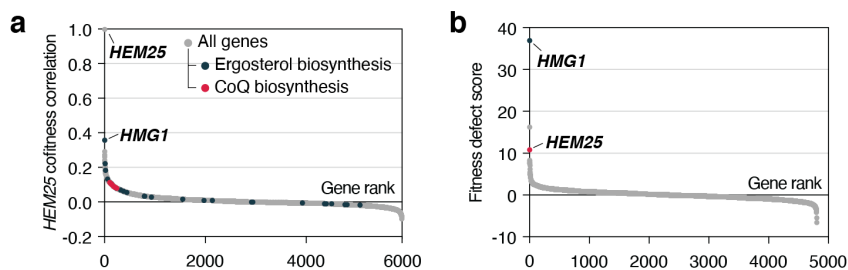 a
HEM25 cofitness correlation
1.0
0.8
0.6
0.4
0.2
0.0
-0.2
HEM25
All genes
Ergosterol biosynthesis
CoQ biosynthesis
HMG1
Gene rank
0 2000 4000 6000
b
Fitness defect score
40
30
20
10
0
-10
HMG1
HEM25
Gene rank
0 1000 2000 3000 4000 5000